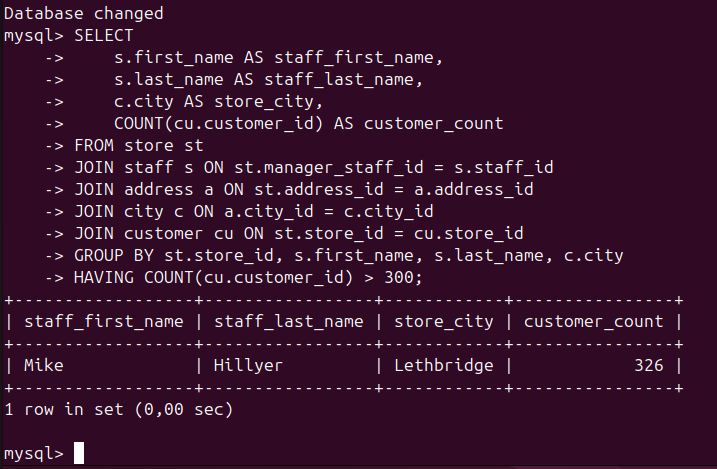 Database changed
mysql> SELECT
    ->     s.first_name AS staff_first_name,
    ->     s.last_name AS staff_last_name,
    ->     c.city AS store_city,
    ->     COUNT(cu.customer_id) AS customer_count
    -> FROM store st
    -> JOIN staff s ON st.manager_staff_id = s.staff_id
    -> JOIN address a ON st.address_id = a.address_id
    -> JOIN city c ON a.city_id = c.city_id
    -> JOIN customer cu ON st.store_id = cu.store_id
    -> GROUP BY st.store_id, s.first_name, s.last_name, c.city
    -> HAVING COUNT(cu.customer_id) > 300;
+------------------+-----------------+------------+----------------+
| staff_first_name | staff_last_name | store_city | customer_count |
+------------------+-----------------+------------+----------------+
| Mike             | Hillyer         | Lethbridge |            326 |
+------------------+-----------------+------------+----------------+
1 row in set (0,00 sec)

mysql>